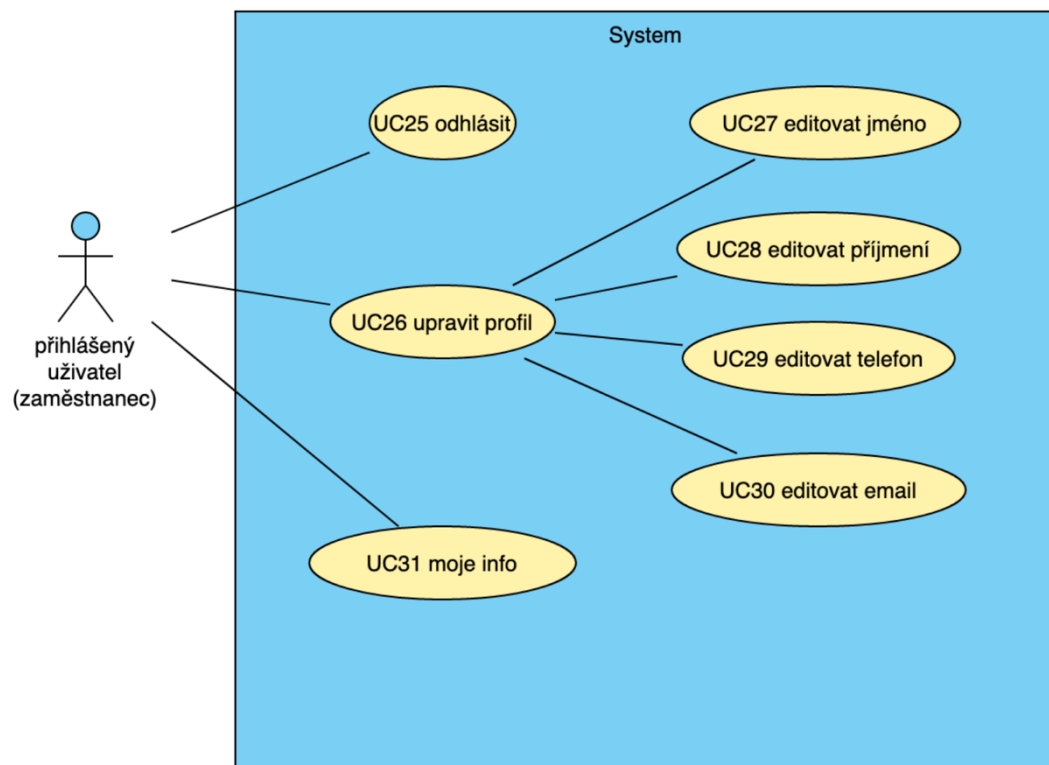 System
UC25 odhlásit
UC27 editovat jméno
UC28 editovat příjmení
UC26 upravit profil
přihlášený
uživatel
(zaměstnanec)
UC29 editovat telefon
UC30 editovat email
UC31 moje info